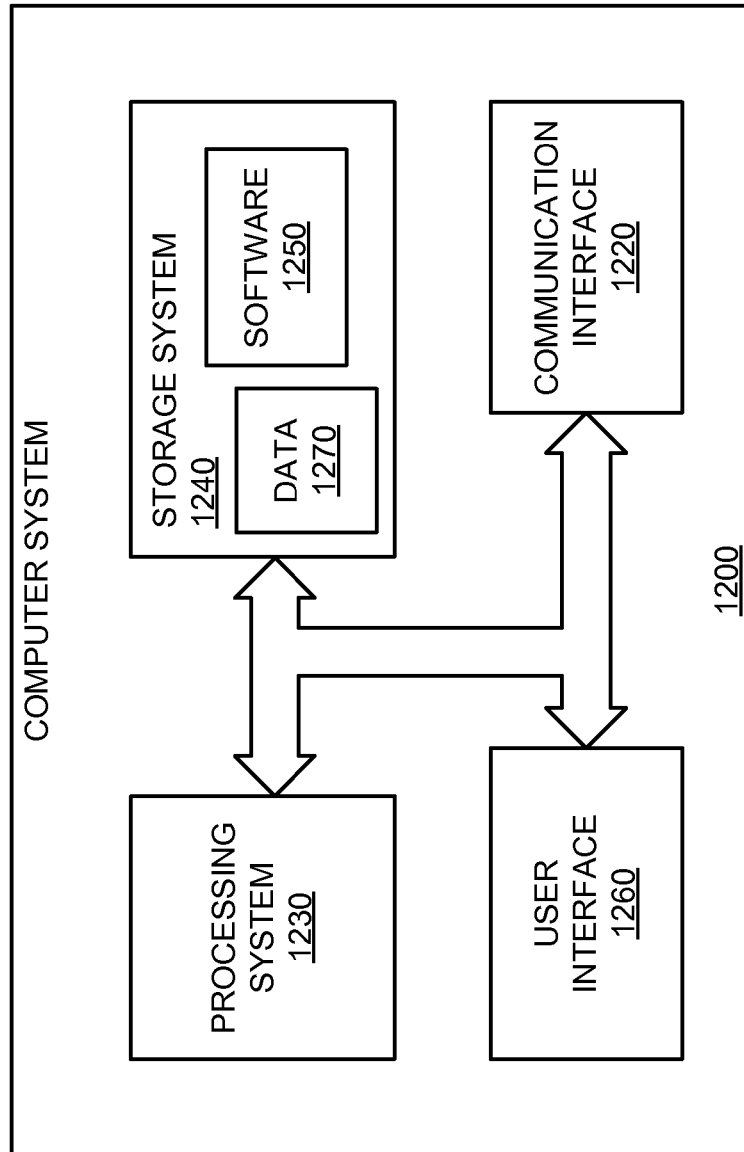 COMPUTER SYSTEM
PROCESSING
SYSTEM
1230
STORAGE SYSTEM
1240
DATA
1270
SOFTWARE
1250
USER
INTERFACE
1260
COMMUNICATION
INTERFACE
1220
1200